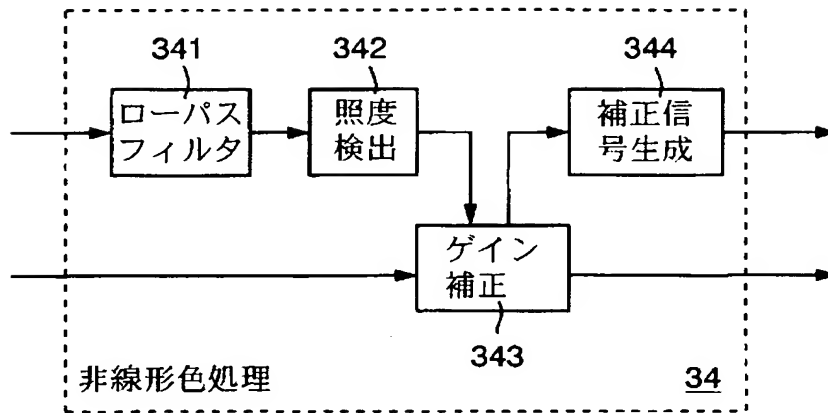 341
342
344
ローパス
フィルタ
照度
検出
補正信
号生成
ゲイン
補正
343
非線形色処理
34